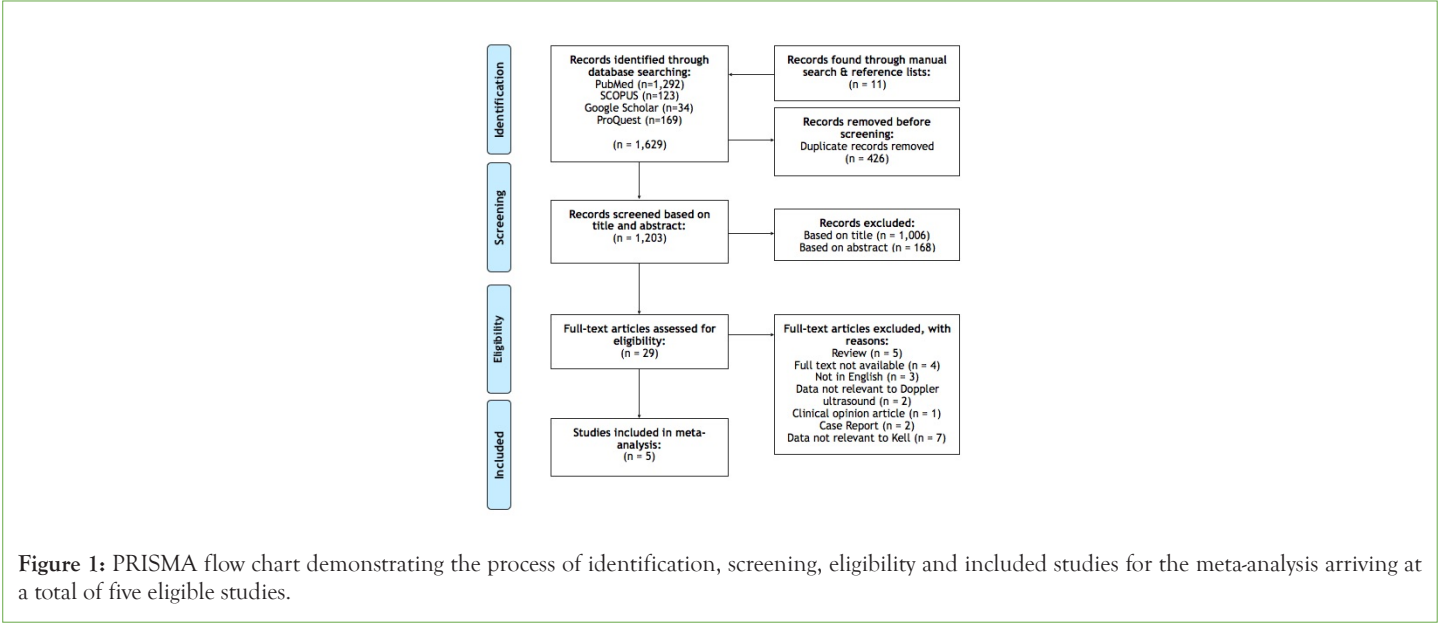 Identification
Records identified through
database searching:
PubMed (n=1,292)
SCOPUS (n=123)
Google Scholar (n=34)
ProQuest (n=169)
(n = 1,629)
Records found through manual
search & reference lists:
(n = 11)
Records removed before
screening:
Duplicate records removed
(n = 426)
Screening
Records screened based on
title and abstract:
(n = 1,203)
Records excluded:
Based on title (n = 1,006)
Based on abstract (n = 168)
Eligibility
Full-text articles assessed for
eligibility:
(n = 29)
Full-text articles excluded, with
reasons:
Review (n = 5)
Full text not available (n = 4)
Not in English (n = 3)
Data not relevant to Doppler
ultrasound (n = 2)
Clinical opinion article (n = 1)
Case Report (n = 2)
Data not relevant to Kell (n = 7)
Included
Studies included in meta-
analysis:
(n = 5)
Figure 1: PRISMA flow chart demonstrating the process of identification, screening, eligibility and included studies for the meta-analysis arriving at
a total of five eligible studies.